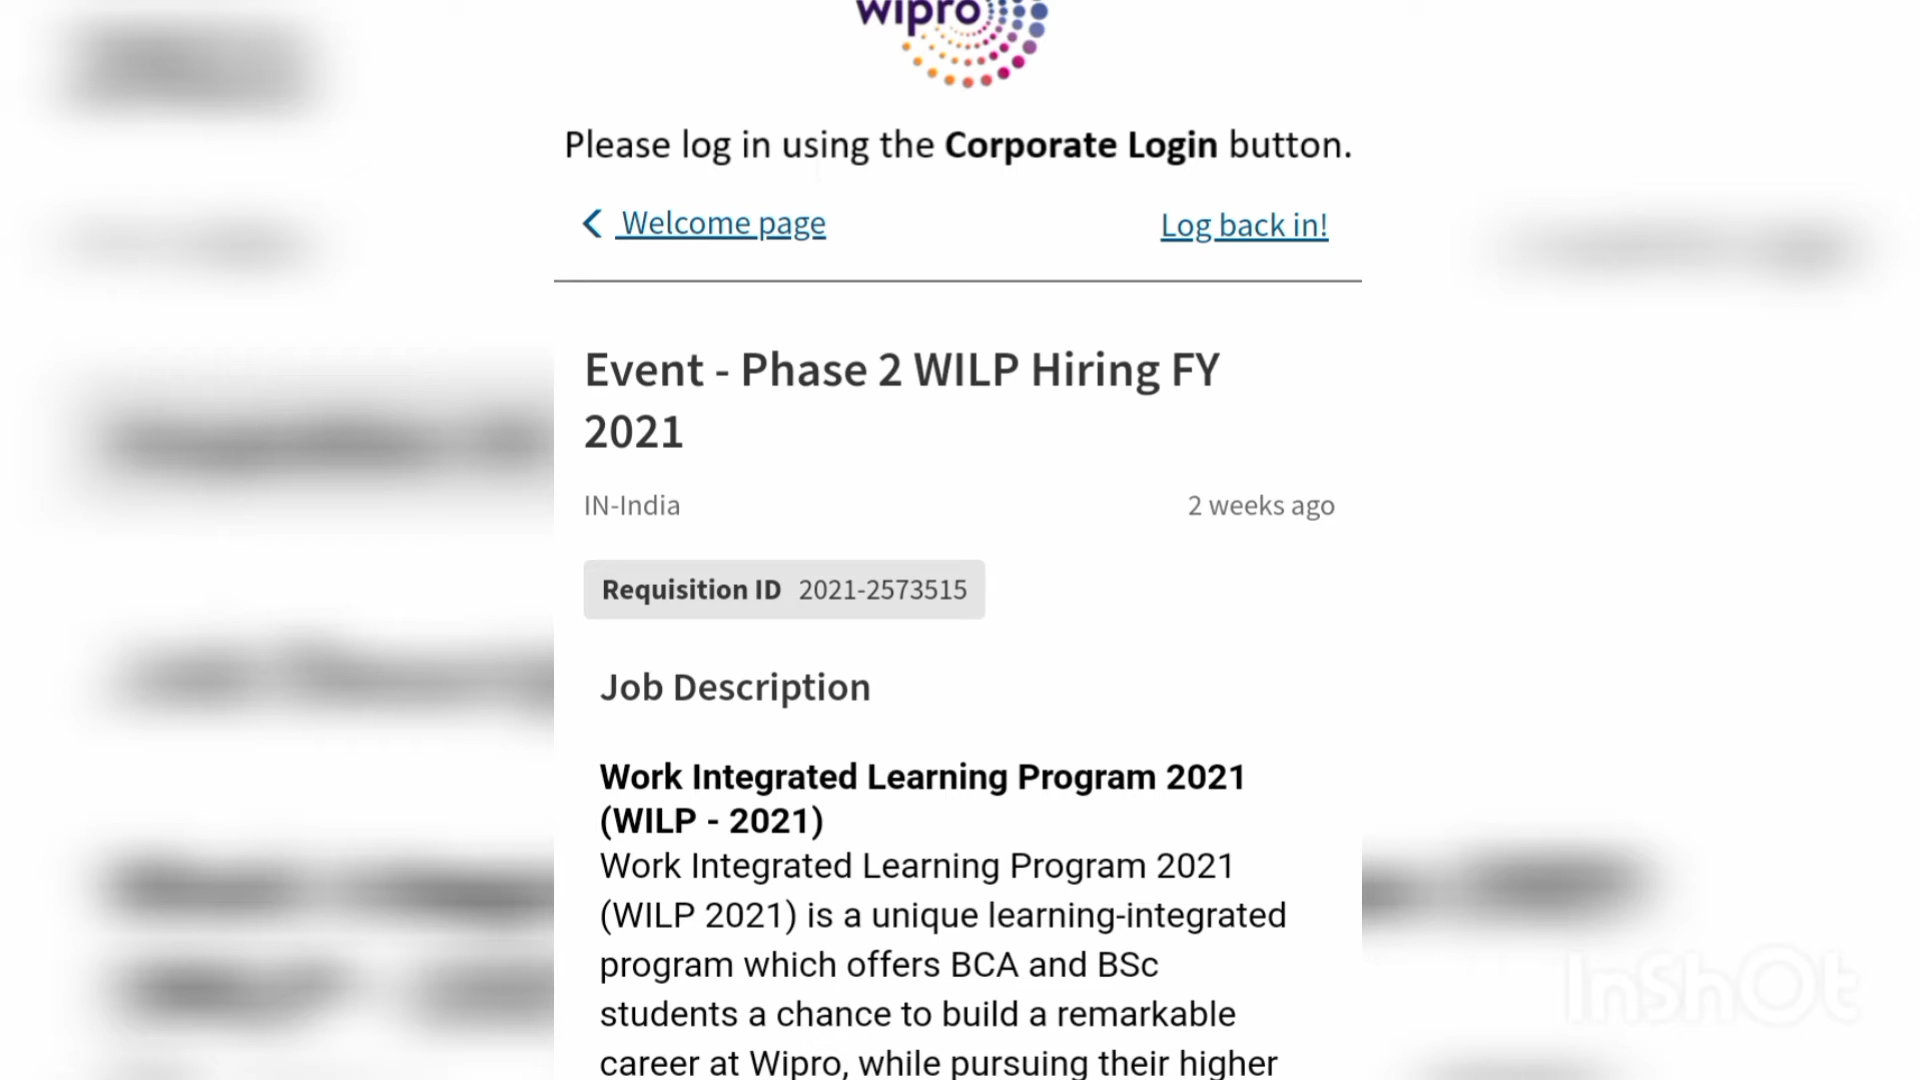 wipro
Please log in using the Corporate Login button.
Welcome page
Log back in!
Event - Phase 2 WILP Hiring FY
2021
IN-India
2 weeks ago
Requisition ID 2021-2573515
Job Description
Work Integrated Learning Program 2021
(WILP - 2021)
Work Integrated Learning Program 2021
(WILP 2021) is a unique learning-integrated
program which offers BCA and BSc
students a chance to build a remarkable
career at Wipro, while pursuing their higher
InShOt